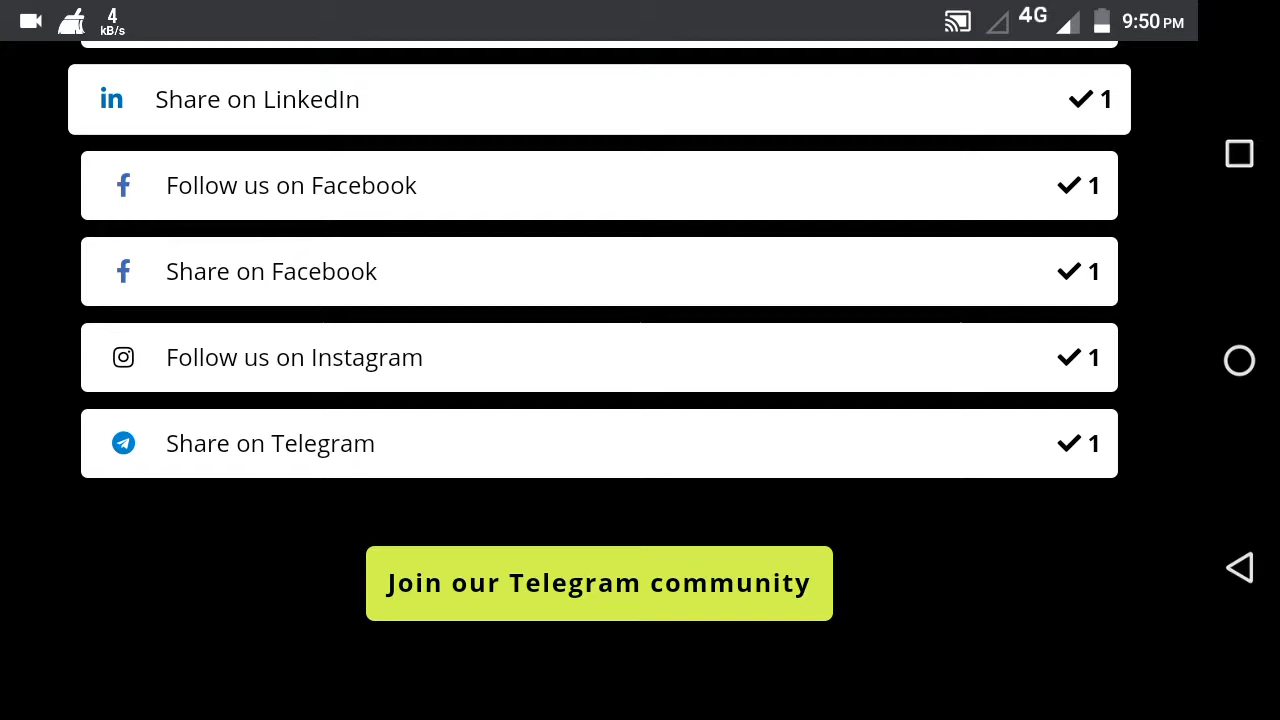 4
kB/s
4G
9:50 PM
in Share on LinkedIn 1
Follow us on Facebook 1
Share on Facebook 1
Follow us on Instagram 1
Share on Telegram 1
Join our Telegram community